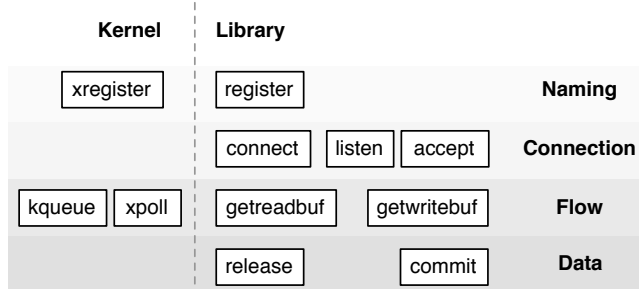 Kernel Library
xregister register Naming
connect listen accept Connection
kqueue xpoll getreadbuf getwritebuf Flow
release commit Data